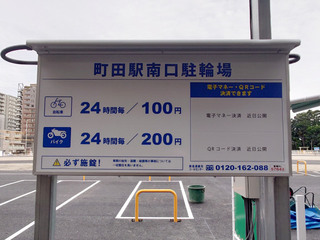 町田駅南口駐輪場
電子マネー・QRコード
決済できます
自転車
24時間毎/100円
電子マネー決済 近日公開
バイク
24時間毎/200円
QRコード決済 近日公開
必ず施錠!
0120-162-088